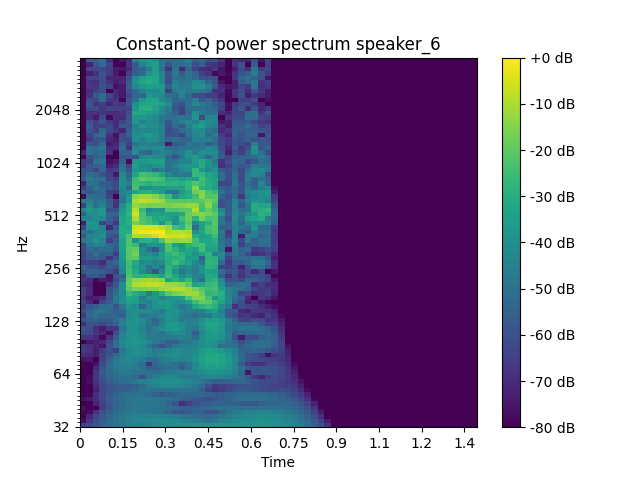 Constant-Q power spectrum speaker_6
Hz
2048
1024
512
256
128
64
32
0 0.15 0.3 0.45 0.6 0.75 0.9 1.1 1.2 1.4
Time
+0 dB
-10 dB
-20 dB
-30 dB
-40 dB
-50 dB
-60 dB
-70 dB
-80 dB